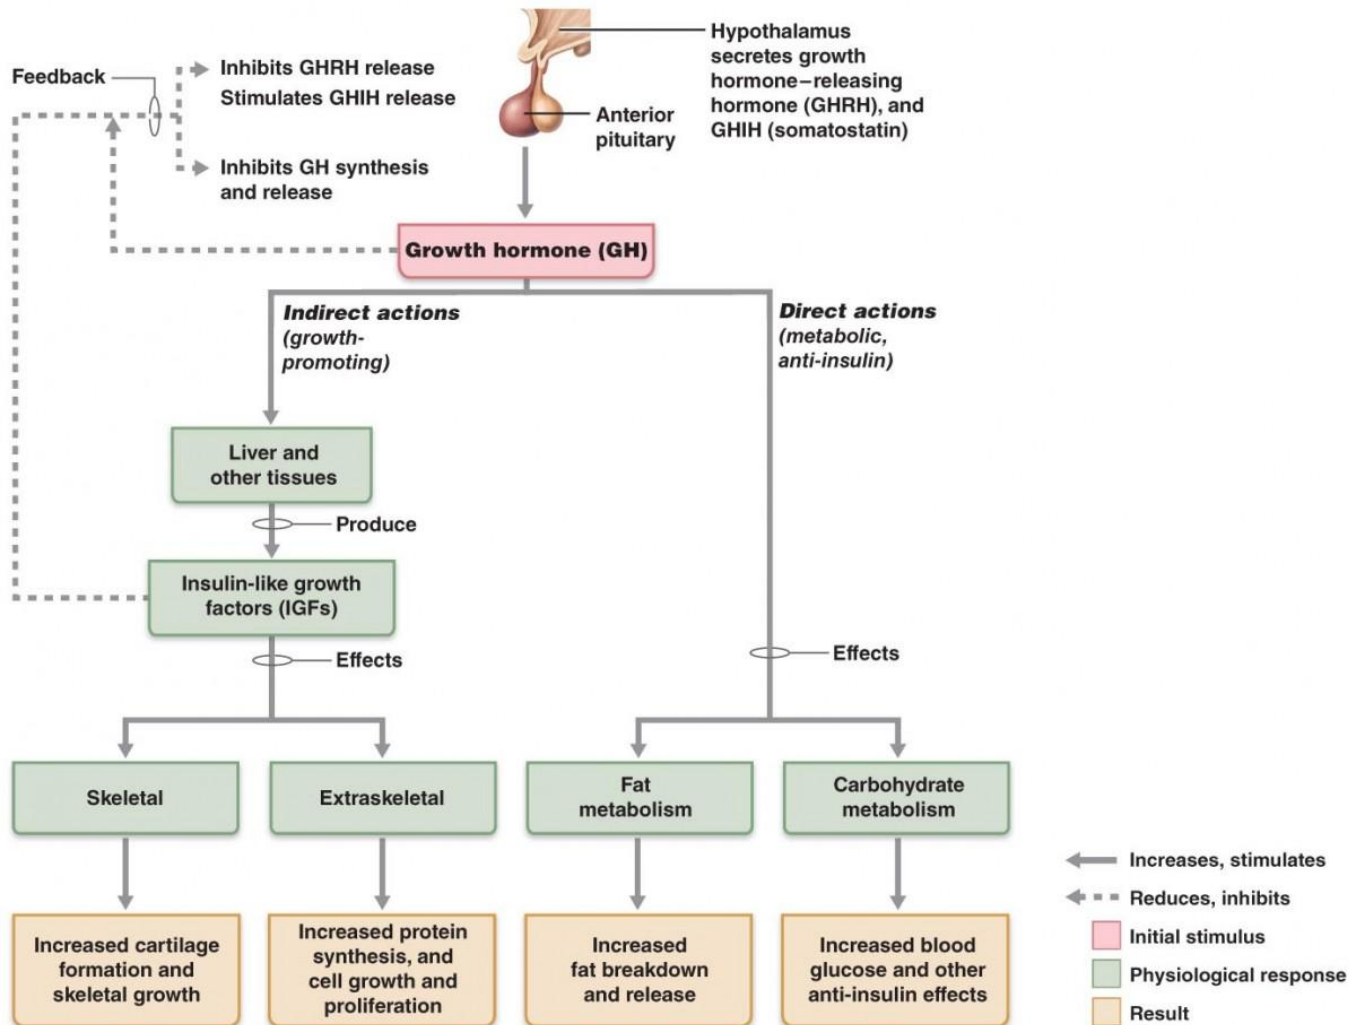 Hypothalamus
secretes growth
hormone–releasing
hormone (GHRH), and
GHIH (somatostatin)
Feedback
Inhibits GHRH release
Stimulates GHIH release
Anterior
pituitary
Inhibits GH synthesis
and release
Growth hormone (GH)
Indirect actions
(growth-
promoting)
Direct actions
(metabolic,
anti-insulin)
Liver and
other tissues
Produce
Insulin-like growth
factors (IGFs)
Effects
Effects
Skeletal
Extraskeletal
Fat
metabolism
Carbohydrate
metabolism
Increased cartilage
formation and
skeletal growth
Increased protein
synthesis, and
cell growth and
proliferation
Increased
fat breakdown
and release
Increased blood
glucose and other
anti-insulin effects
Increases, stimulates
Reduces, inhibits
Initial stimulus
Physiological response
Result